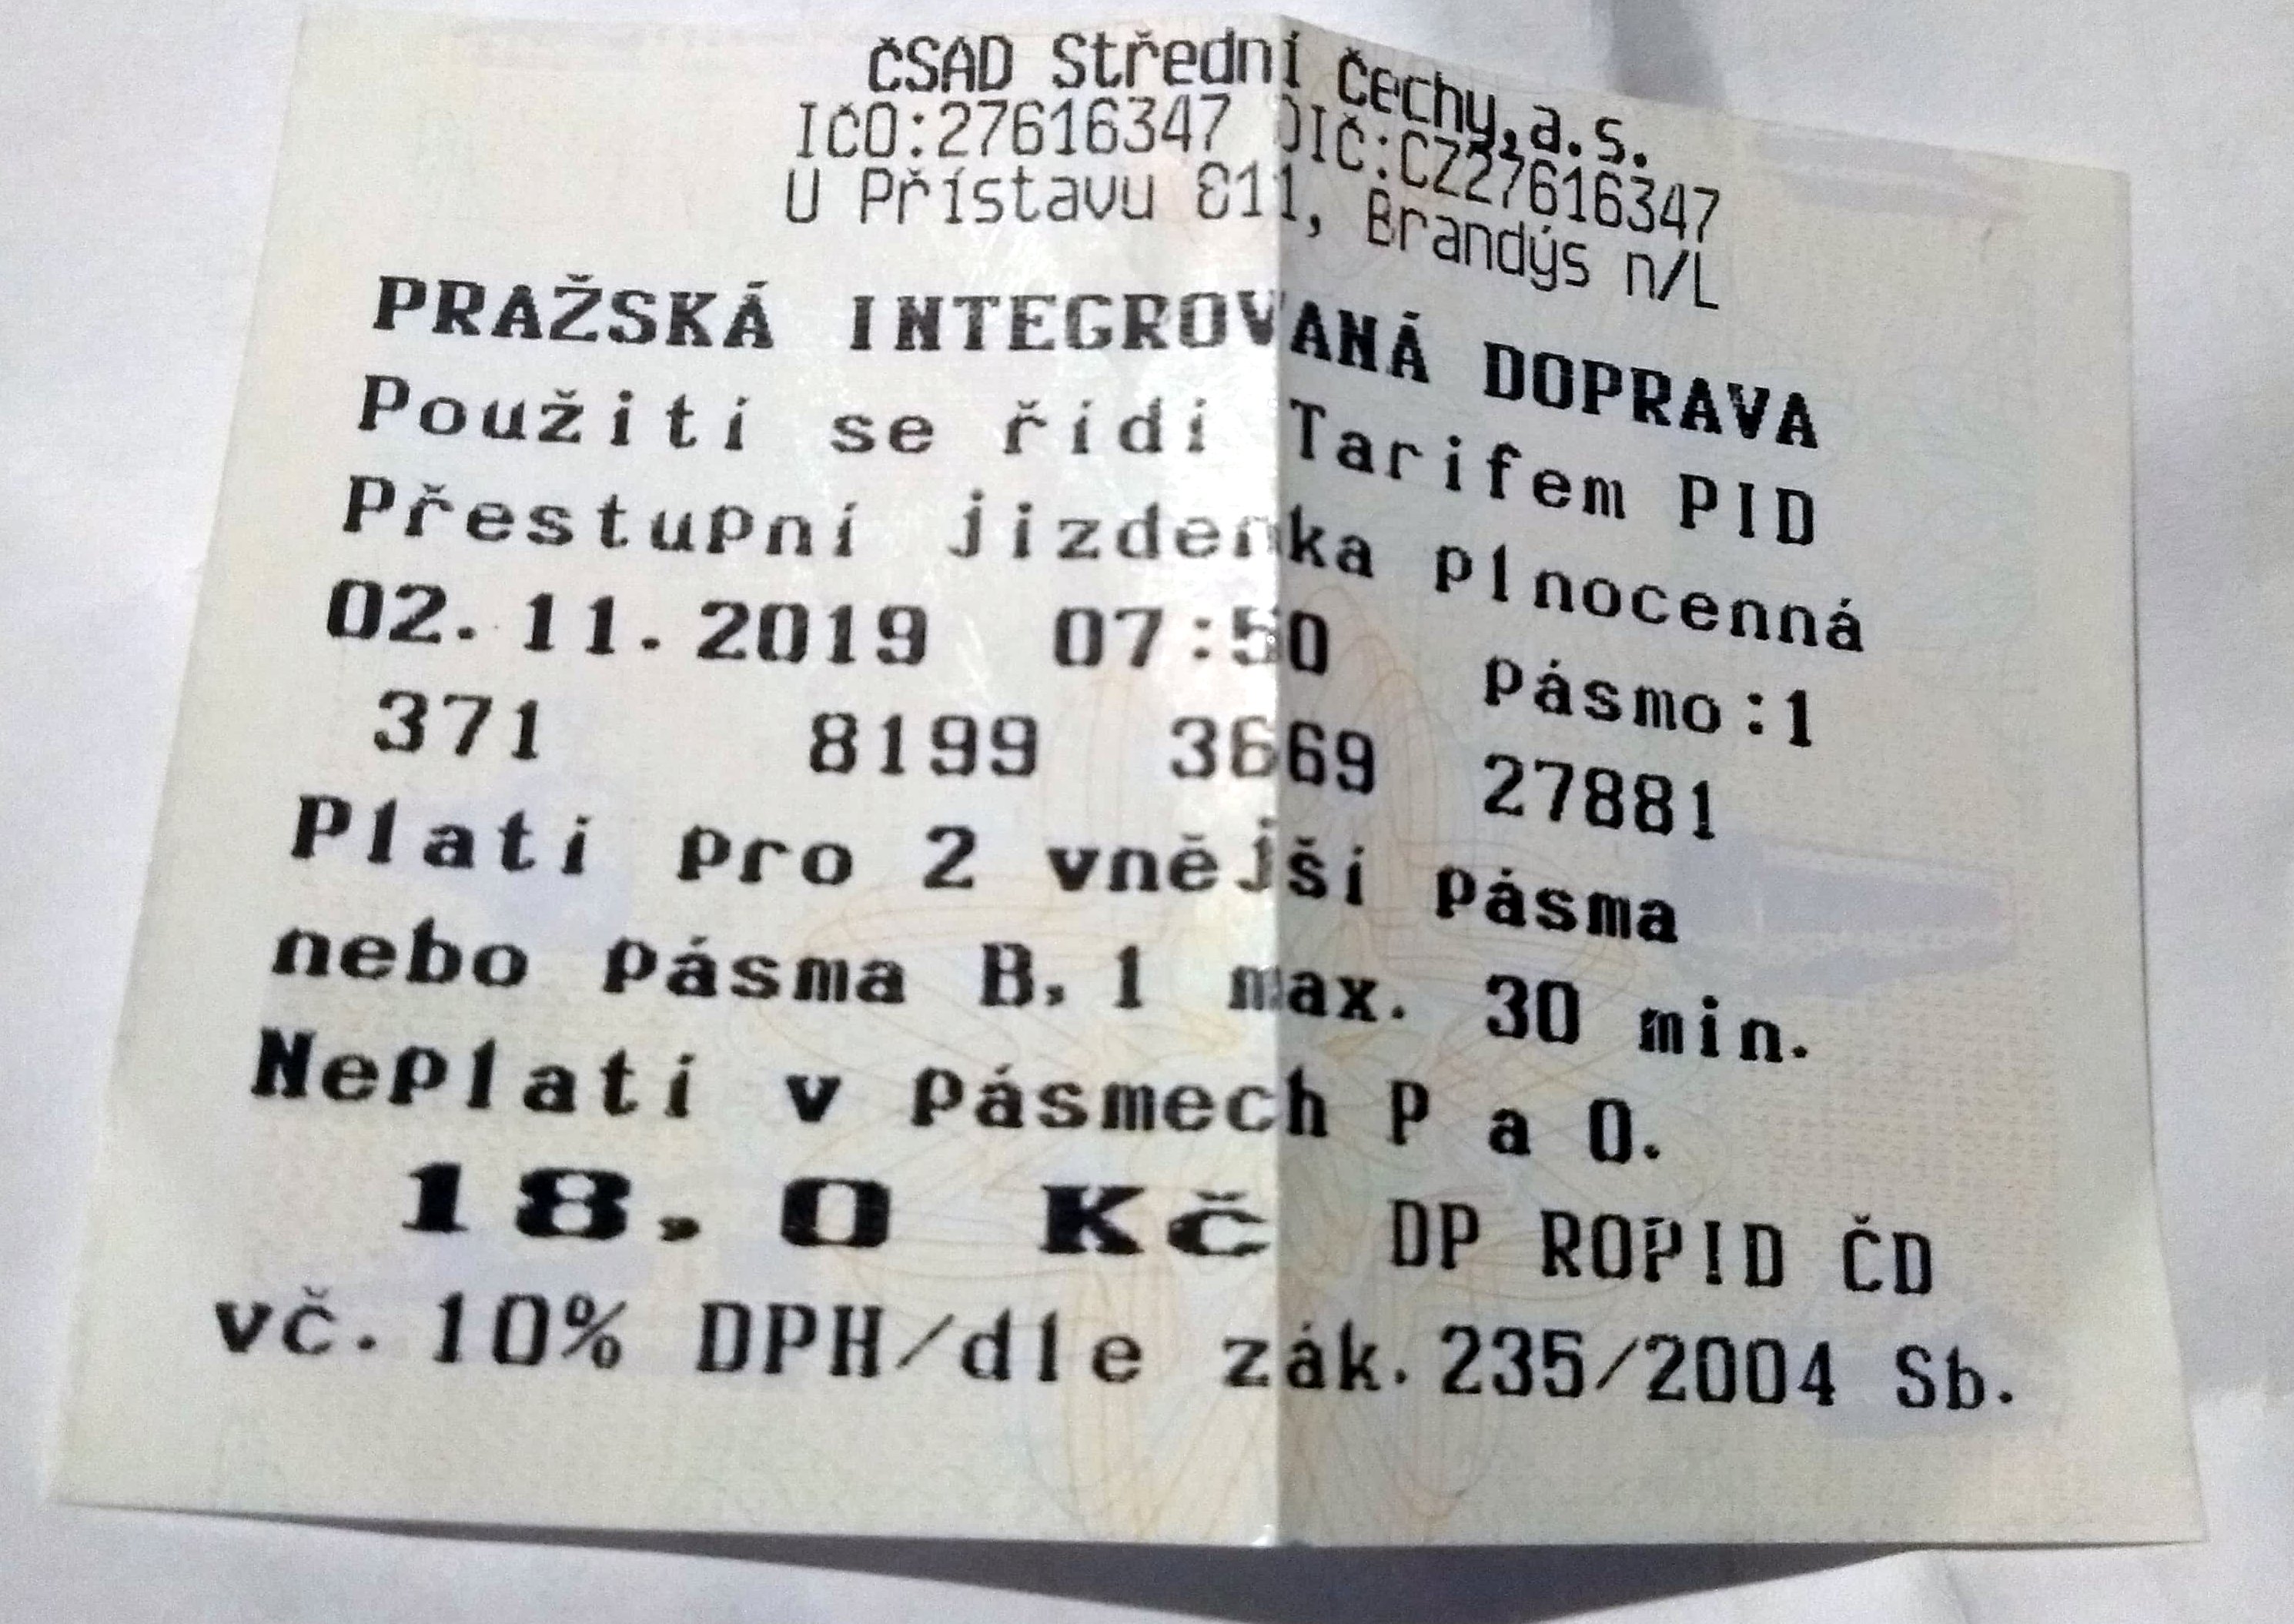 ČSAD Střední Čechy,a.s.
IČO:27616347 DIČ:CZ27616347
U Přístavu 811, Brandýs n/L
PRAŽSKÁ INTEGROVANÁ DOPRAVA
Použití se řídí Tarifem PID
Přestupní jízdenka plnocenná
02.11.2019 07:50 Pásmo:1
371 8199 3669 27881
Platí pro 2 vnější pásma
nebo pásma B,1 max. 30 min.
Neplatí v pásmech P a 0.
18.0 KČ DP ROPID ČD
vč. 10% DPH/dle zák.235/2004 Sb.